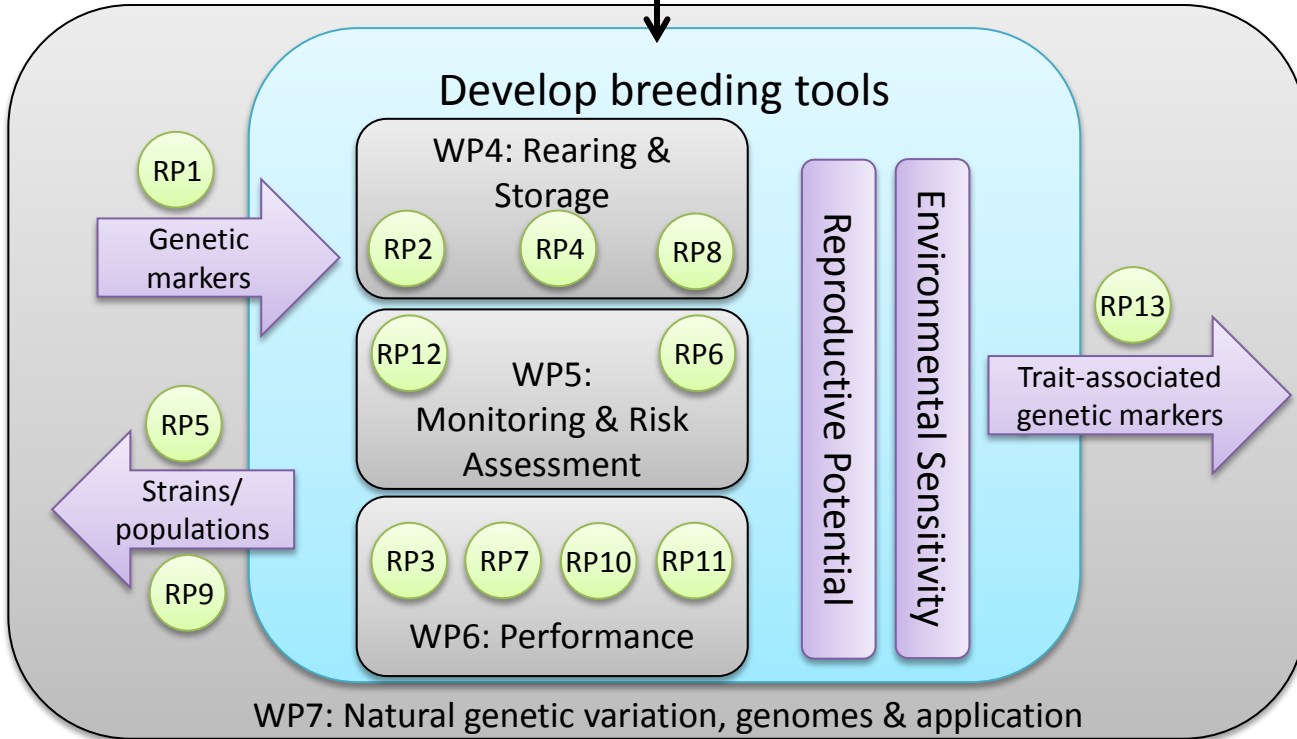 Develop breeding tools
RP1
Genetic
markers
WP4: Rearing &
Storage
RP2
RP4
RP8
RP12
RP6
WP5:
Monitoring & Risk
Assessment
RP5
Strains/
populations
RP9
RP3
RP7
RP10
RP11
WP6: Performance
Reproductive Potential
Environmental Sensitivity
RP13
Trait-associated
genetic markers
WP7: Natural genetic variation, genomes & application